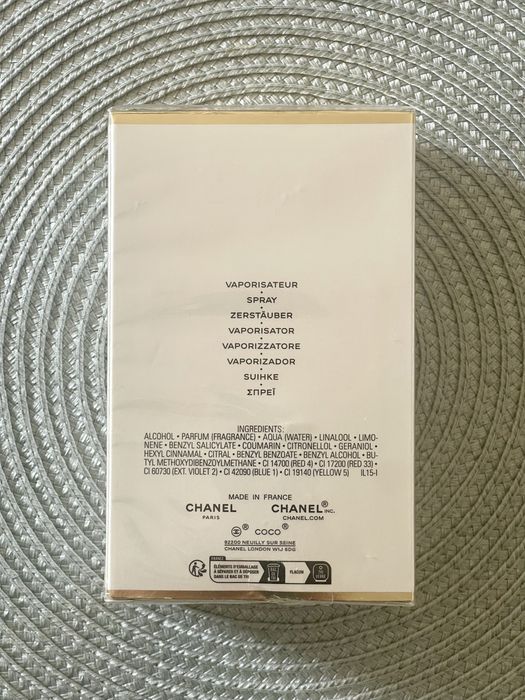 VAPORISATEUR
•
SPRAY
•
ZERSTÄUBER
•
VAPORISATOR
•
VAPORIZZATORE
•
VAPORIZADOR
•
SUIHKE
•
ΣΠΡΕΪ
INGREDIENTS:
ALCOHOL • PARFUM (FRAGRANCE) • AQUA (WATER) • LINALOOL • LIMO-
NENE • BENZYL SALICYLATE • COUMARIN • CITRONELLOL • GERANIOL •
HEXYL CINNAMAL • CITRAL • BENZYL BENZOATE • BENZYL ALCOHOL • BU-
TYL METHOXYDIBENZOYLMETHANE • CI 14700 (RED 4) • CI 17200 (RED 33) •
CI 60730 (EXT. VIOLET 2) • CI 42090 (BLUE 1) • CI 19140 (YELLOW 5) IL15-I
MADE IN FRANCE
CHANEL CHANEL® INC.
PARIS CHANEL.COM
® COCO®
92200 NEUILLY SUR SEINE
CHANEL LONDON W1J 6DG
FRANCE
ÉLÉMENTS D'EMBALLAGE
À SÉPARER ET À DÉPOSER
DANS LE BAC DE TRI
FLACON